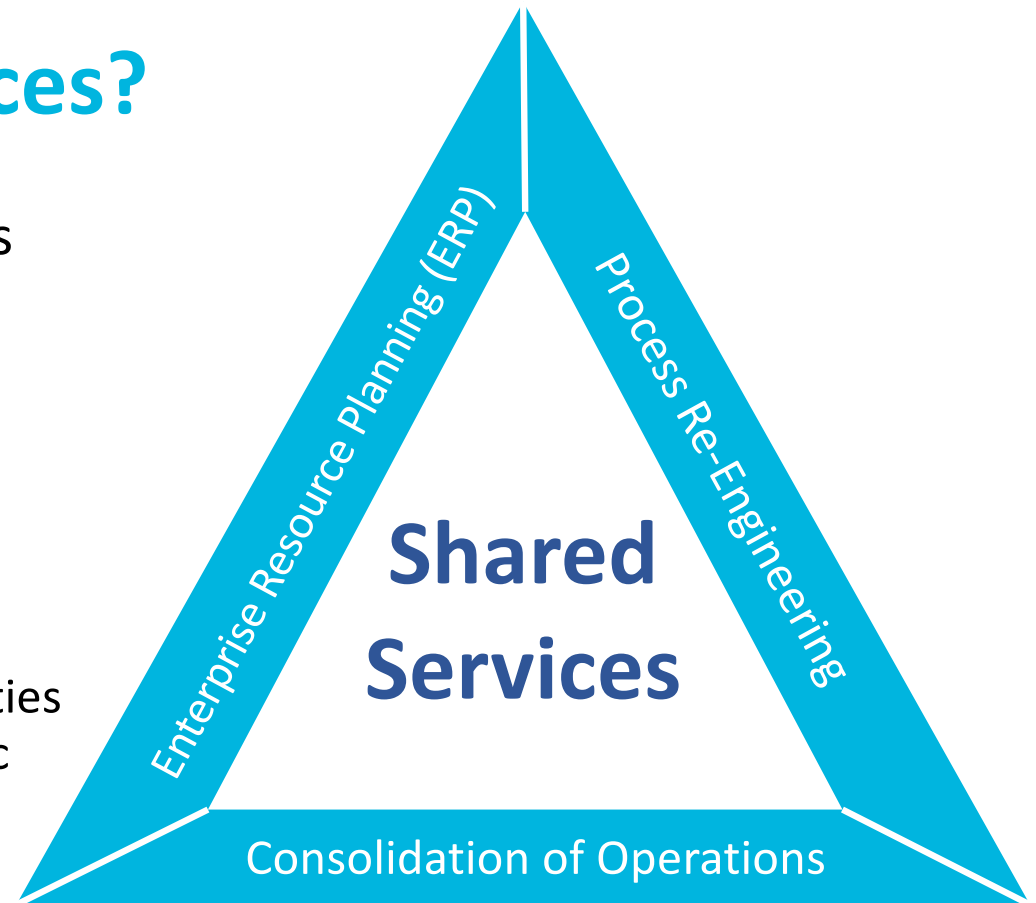 ces?
s
ties
c
Enterprise Resource Planning (ERP)
Process Re-Engineering
Shared
Services
Consolidation of Operations